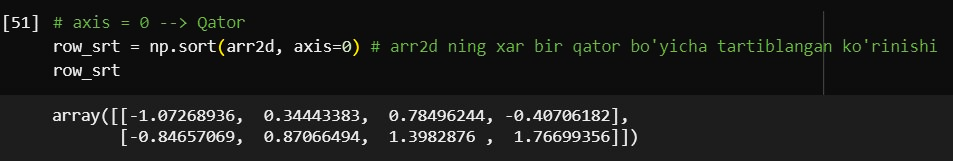 [51] # axis = 0 --> Qator
row_srt = np.sort(arr2d, axis=0) # arr2d ning xar bir qator bo'yicha tartiblangan ko'rinishi
row_srt
array([[-1.07268936,  0.34443383,  0.78496244, -0.40706182],
[-0.84657069,  0.87066494,  1.3982876 ,  1.76699356]])